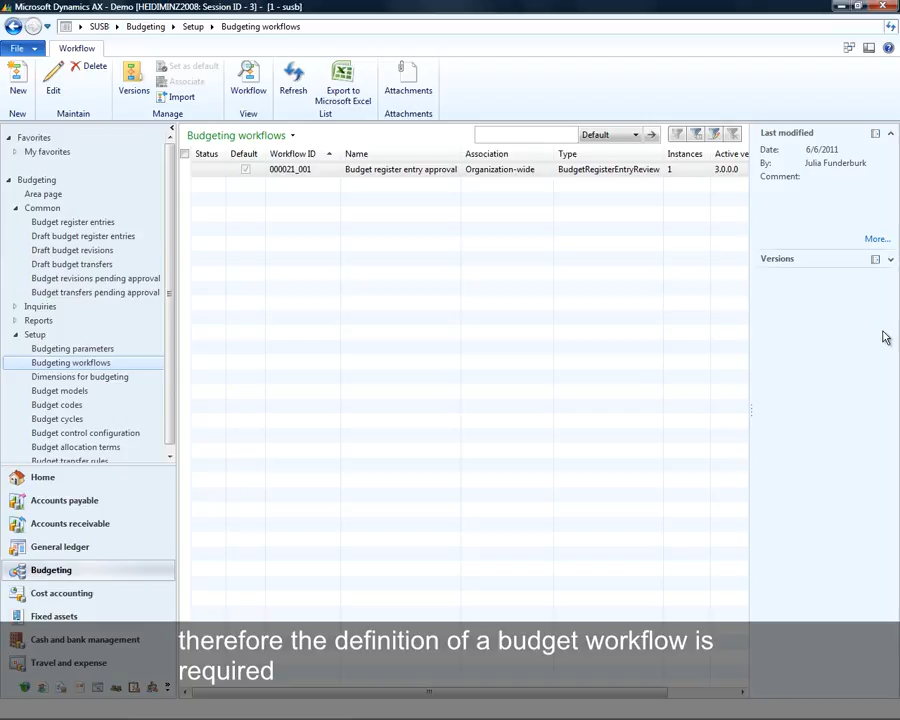 Microsoft Dynamics AX - Demo [HEIDIMINZ2008: Session ID - 3] - [1 - susb]
SUSB
Budgeting
Setup
Budgeting workflows
File
Workflow
New
Edit
Delete
Versions
Set as default
Associate
Import
Workflow
Refresh
Export to
Microsoft Excel
Attachments
New
Maintain
Manage
View
List
Attachments
Favorites
My favorites
Budgeting
Area page
Common
Budget register entries
Draft budget register entries
Draft budget revisions
Draft budget transfers
Budget revisions pending approval
Budget transfers pending approval
Inquiries
Reports
Setup
Budgeting parameters
Budgeting workflows
Dimensions for budgeting
Budget models
Budget codes
Budget cycles
Budget control configuration
Budget allocation terms
Budget transfer rules
Home
Accounts payable
Accounts receivable
General ledger
Budgeting
Cost accounting
Fixed assets
Cash and bank management
Travel and expense
Budgeting workflows
Default
Status Default Workflow ID Name Association Type Instances Active ve
000021_001 Budget register entry approval Organization-wide BudgetRegisterEntryReview 1 3.0.0.0
Last modified
Date: 6/6/2011
By: Julia Funderburk
Comment:
More...
Versions
therefore the definition of a budget workflow is
required